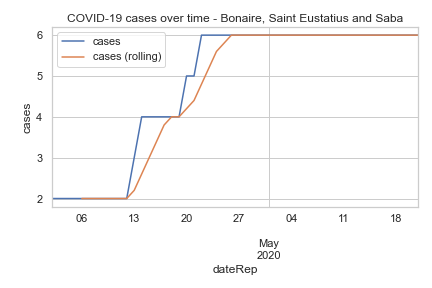 COVID-19 cases over time - Bonaire, Saint Eustatius and Saba
cases
cases (rolling)
6
5
4
3
2
cases
06 13 20 27 04 11 18
May
2020
dateRep